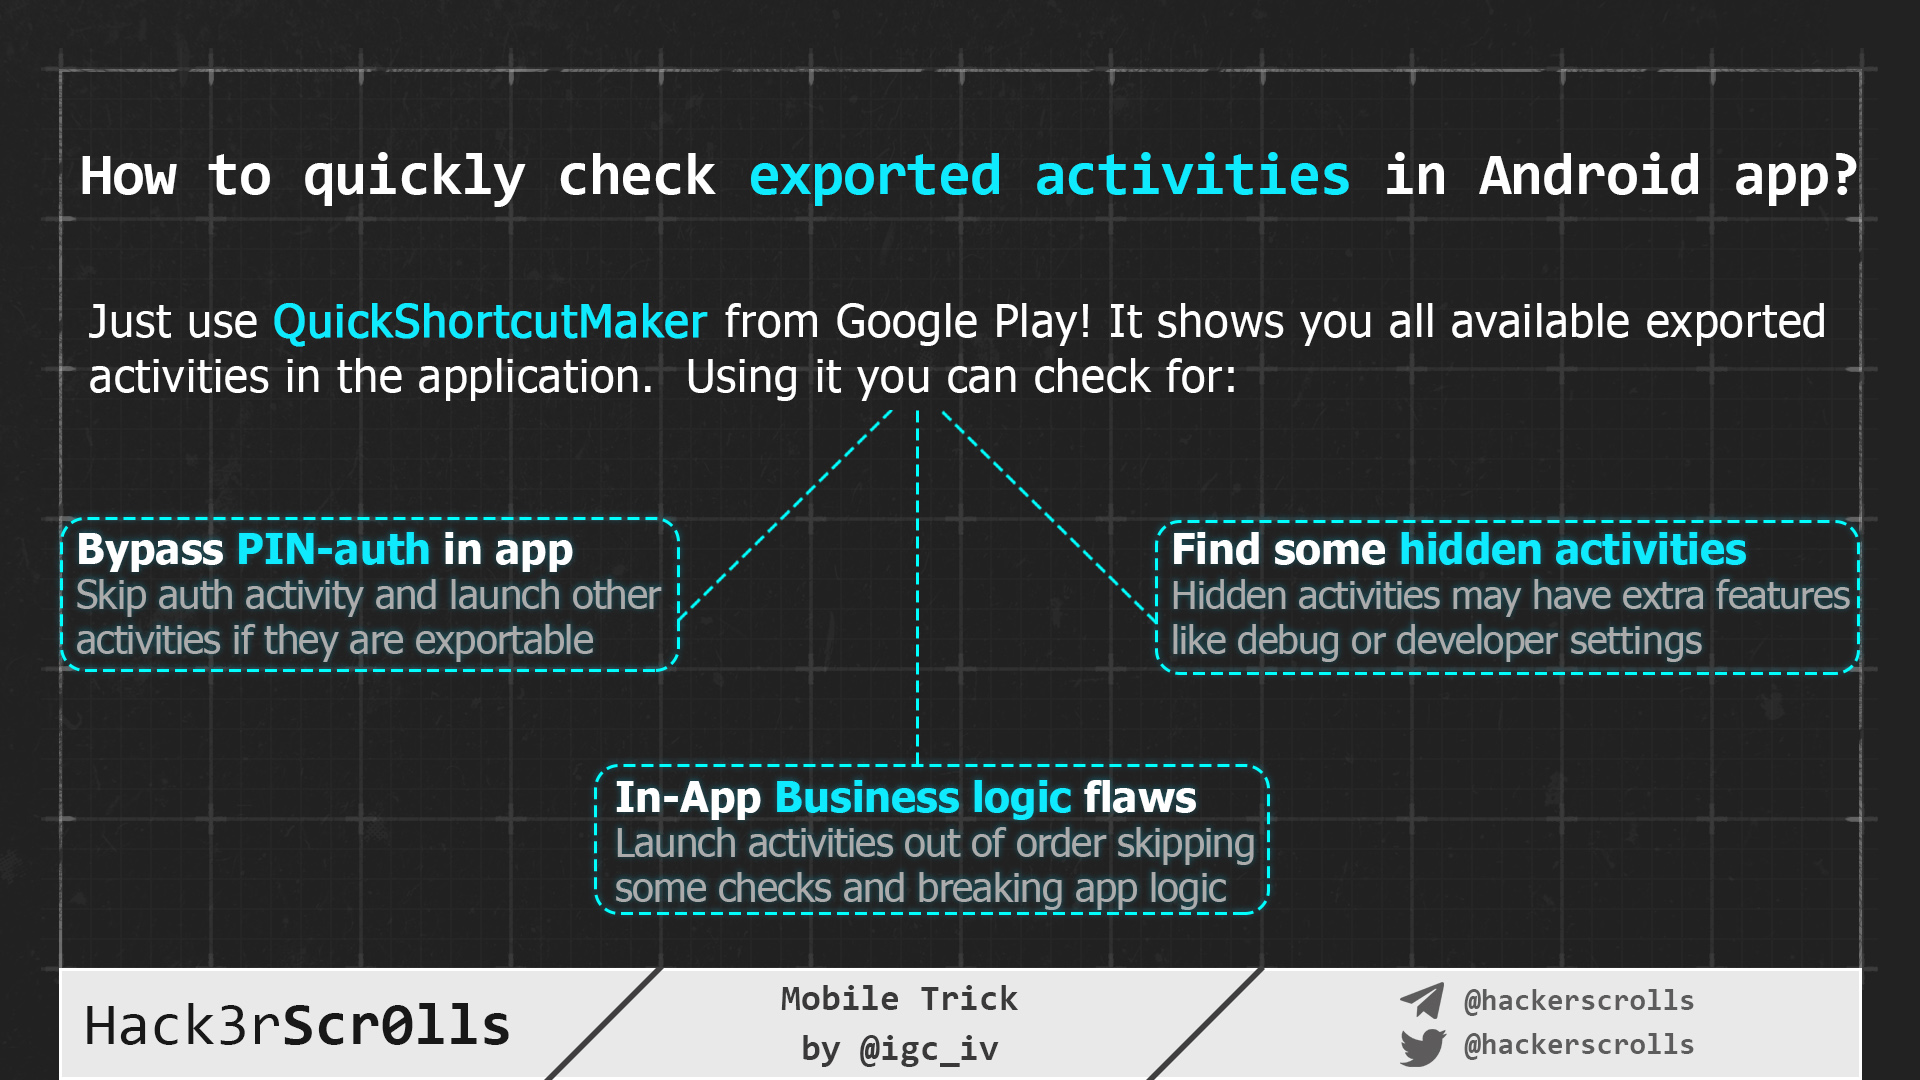 How to quickly check exported activities in Android app?
Just use QuickShortcutMaker from Google Play! It shows you all available exported
activities in the application.  Using it you can check for:
Bypass PIN-auth in app
Skip auth activity and launch other
activities if they are exportable
Find some hidden activities
Hidden activities may have extra features
like debug or developer settings
In-App Business logic flaws
Launch activities out of order skipping
some checks and breaking app logic
Hack3rScr0lls
Mobile Trick
by @igc_iv
@hackerscrolls
@hackerscrolls